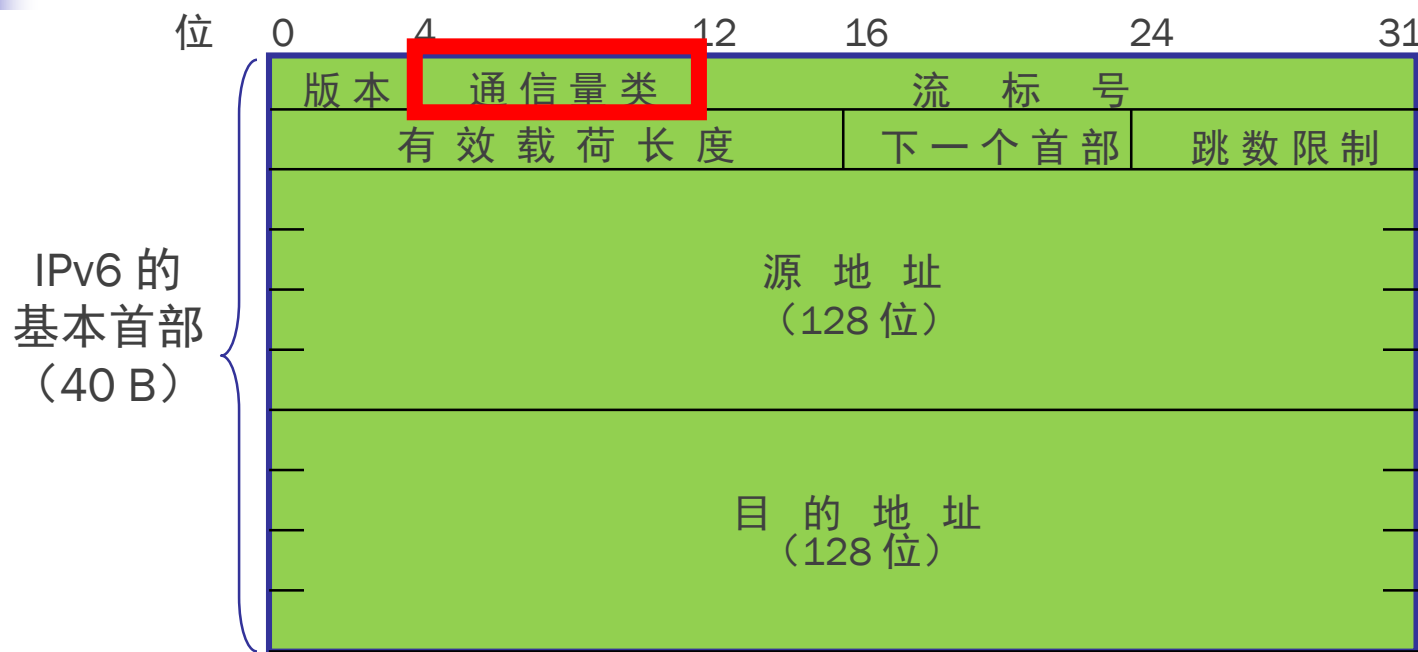 位 0 4 12 16 24 31
版本 通信量类 流标号
有效载荷长度 下一个首部 跳数限制
IPv6 的
基本首部
（40 B）
源地址
（128 位）
目的地址
（128 位）